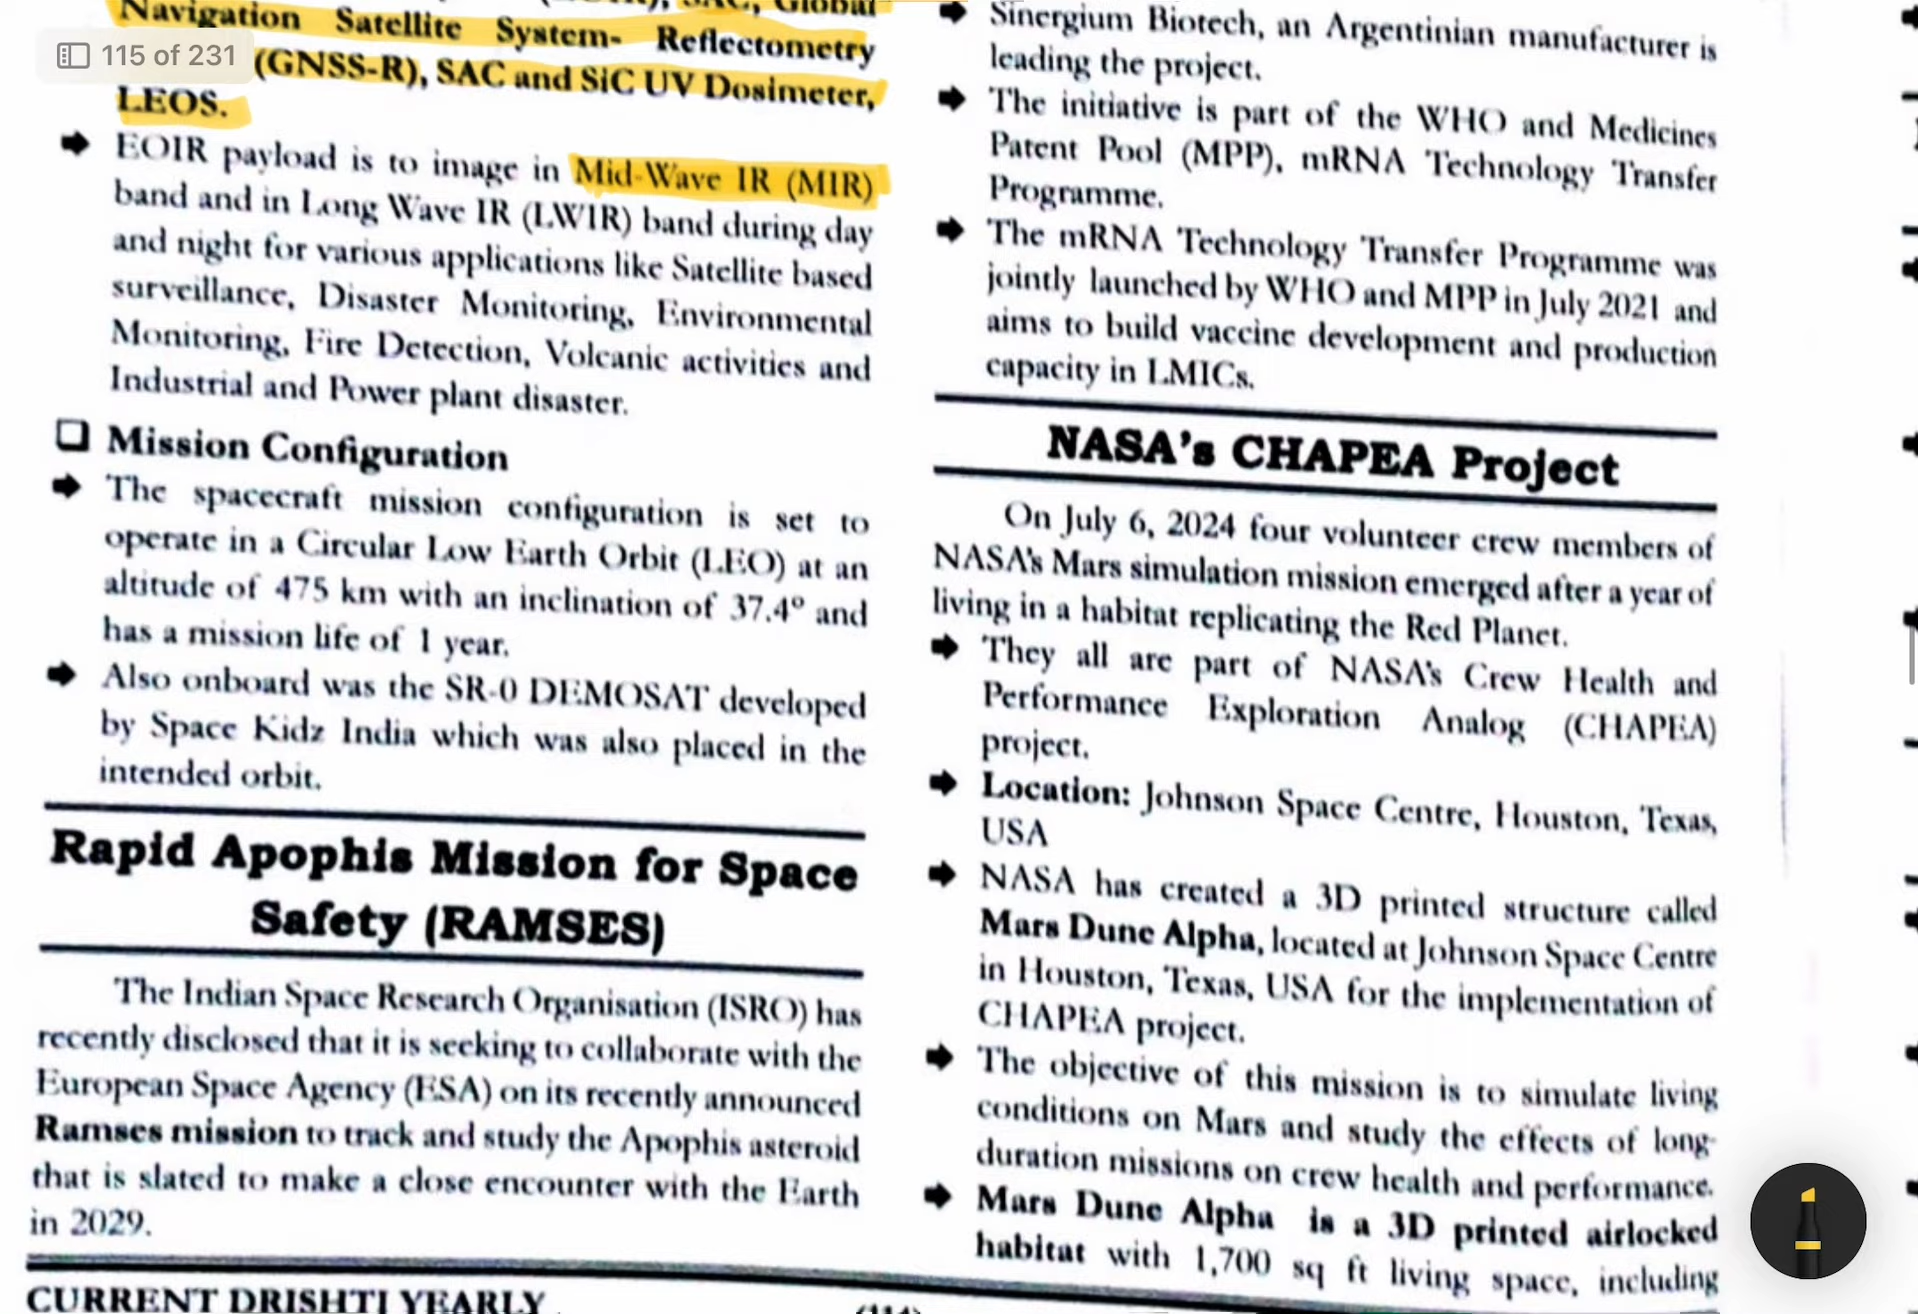 Navigation Satellite System- Reflectometry
115 of 231
(GNSS-R), SAC and SiC UV Dosimeter,
LEOS.
EOIR payload is to image in Mid-Wave IR (MIR)
band and in Long Wave IR (LWIR) band during day
and night for various applications like Satellite based
surveillance, Disaster Monitoring, Environmental
Monitoring, Fire Detection, Volcanic activities and
Industrial and Power plant disaster.
Mission Configuration
The spacecraft mission configuration is set to
operate in a Circular Low Earth Orbit (LEO) at an
altitude of 475 km with an inclination of 37.4° and
has a mission life of 1 year.
Also onboard was the SR-0 DEMOSAT developed
by Space Kidz India which was also placed in the
intended orbit.
Rapid Apophis Mission for Space
Safety (RAMSES)
The Indian Space Research Organisation (ISRO) has
recently disclosed that it is seeking to collaborate with the
European Space Agency (ESA) on its recently announced
Ramses mission to track and study the Apophis asteroid
that is slated to make a close encounter with the Earth
in 2029.
CURRENT DRISHTI YEARLY
Sinergium Biotech, an Argentinian manufacturer is
leading the project.
The initiative is part of the WHO and Medicines
Patent Pool (MPP), mRNA Technology Transfer
Programme.
The mRNA Technology Transfer Programme was
jointly launched by WHO and MPP in July 2021 and
aims to build vaccine development and production
capacity in LMICs.
NASA's CHAPEA Project
On July 6, 2024 four volunteer crew members of
NASA's Mars simulation mission emerged after a year of
living in a habitat replicating the Red Planet.
They all are part of NASA's Crew Health and
Performance Exploration Analog (CHAPEA)
project.
Location: Johnson Space Centre, Houston, Texas,
USA
NASA has created a 3D printed structure called
Mars Dune Alpha, located at Johnson Space Centre
in Houston, Texas, USA for the implementation of
CHAPEA project.
The objective of this mission is to simulate living
conditions on Mars and study the effects of long-
duration missions on crew health and performance.
Mars Dune Alpha is a 3D printed airlocked
habitat with 1,700 sq ft living space, including